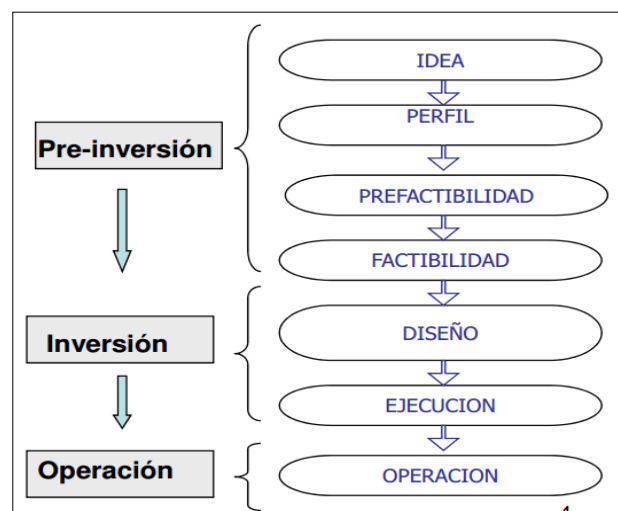 IDEA
PERFIL
Pre-inversión
PREFACTIBILIDAD
FACTIBILIDAD
Inversión
DISEÑO
EJECUCION
Operación
OPERACION